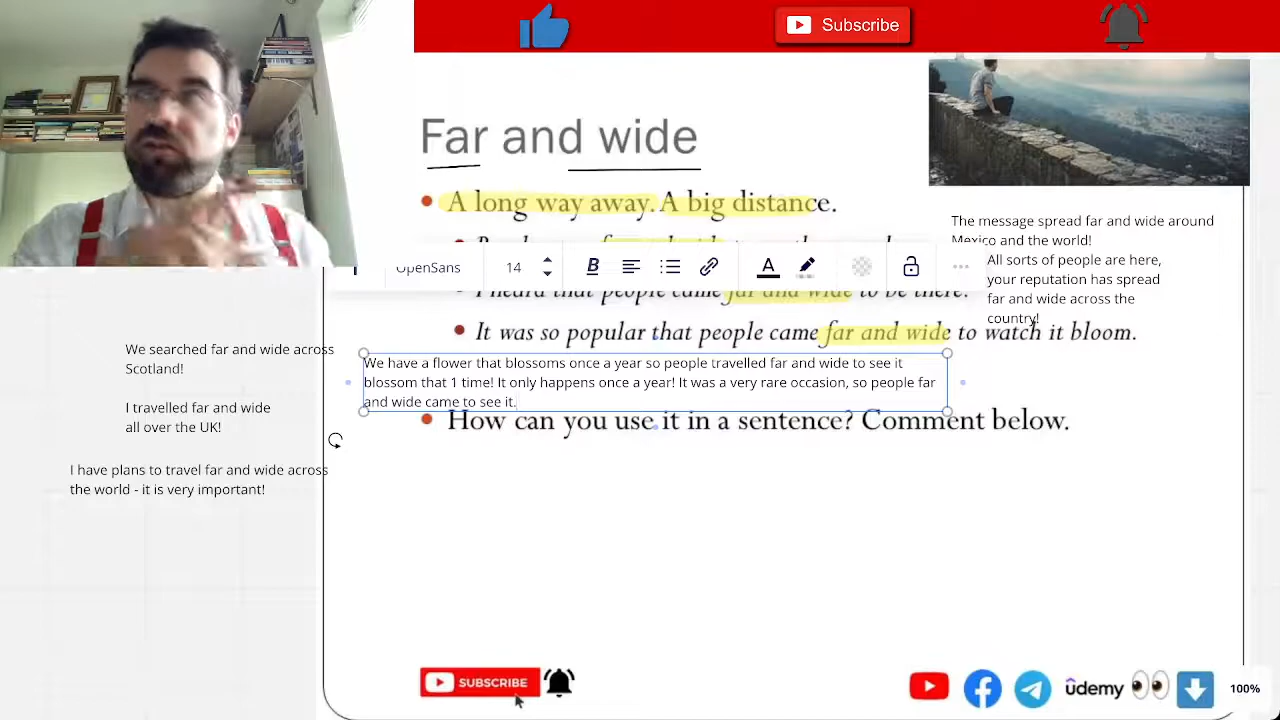 Subscribe
Far and wide
A long way away. A big distance.
OpenSans
14
B
A
I heard that people came far and wide to be there.
It was so popular that people came far and wide to watch it bloom.
We have a flower that blossoms once a year so people travelled far and wide to see it
blossom that 1 time! It only happens once a year! It was a very rare occasion, so people far
and wide came to see it.
How can you use it in a sentence? Comment below.
The message spread far and wide around
Mexico and the world!
All sorts of people are here,
your reputation has spread
far and wide across the
country!
We searched far and wide across
Scotland!
I travelled far and wide
all over the UK!
I have plans to travel far and wide across
the world - it is very important!
SUBSCRIBE
udemy
100%